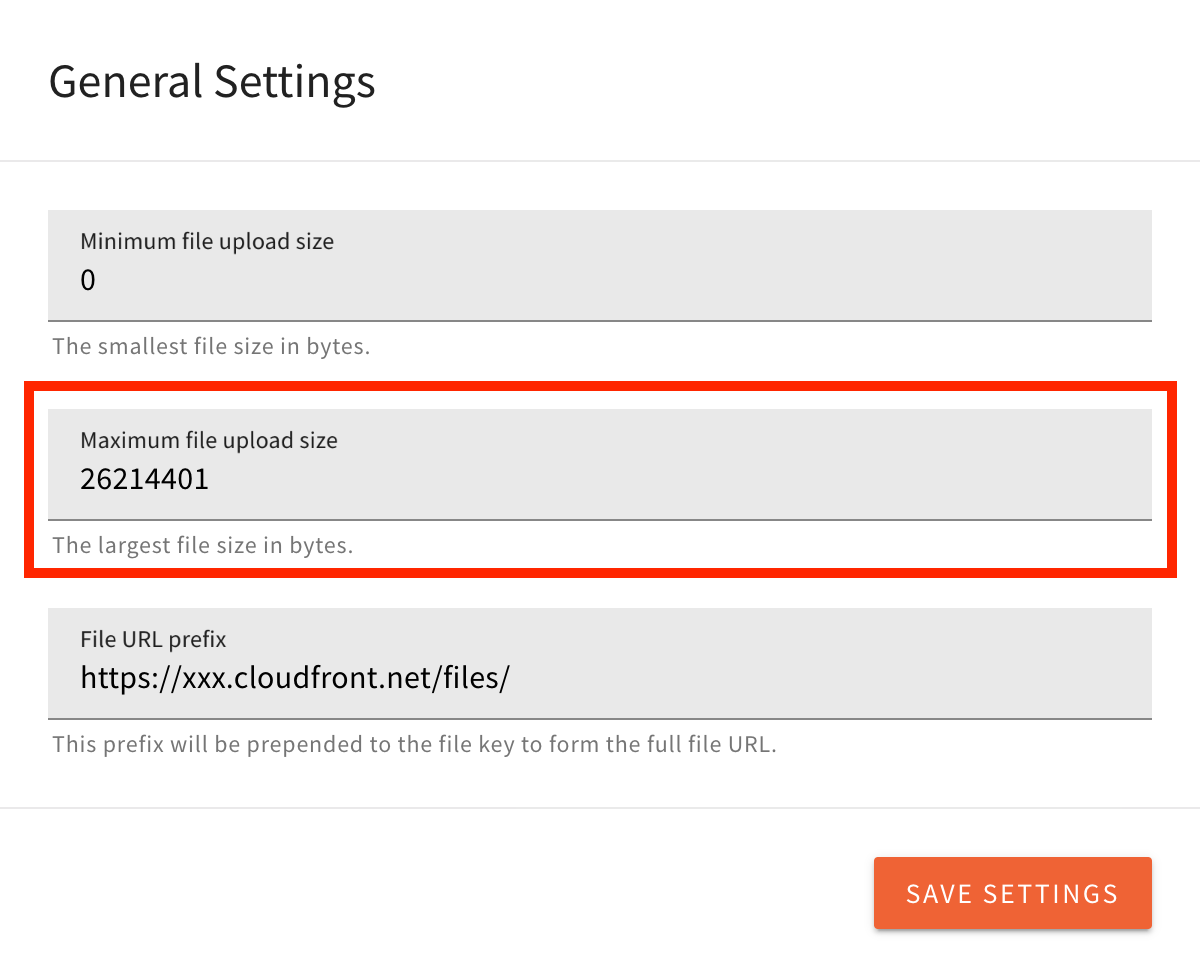 General Settings
Minimum file upload size
0
The smallest file size in bytes.
Maximum file upload size
26214401
The largest file size in bytes.
File URL prefix
https://xxx.cloudfront.net/files/
This prefix will be prepended to the file key to form the full file URL.
SAVE SETTINGS